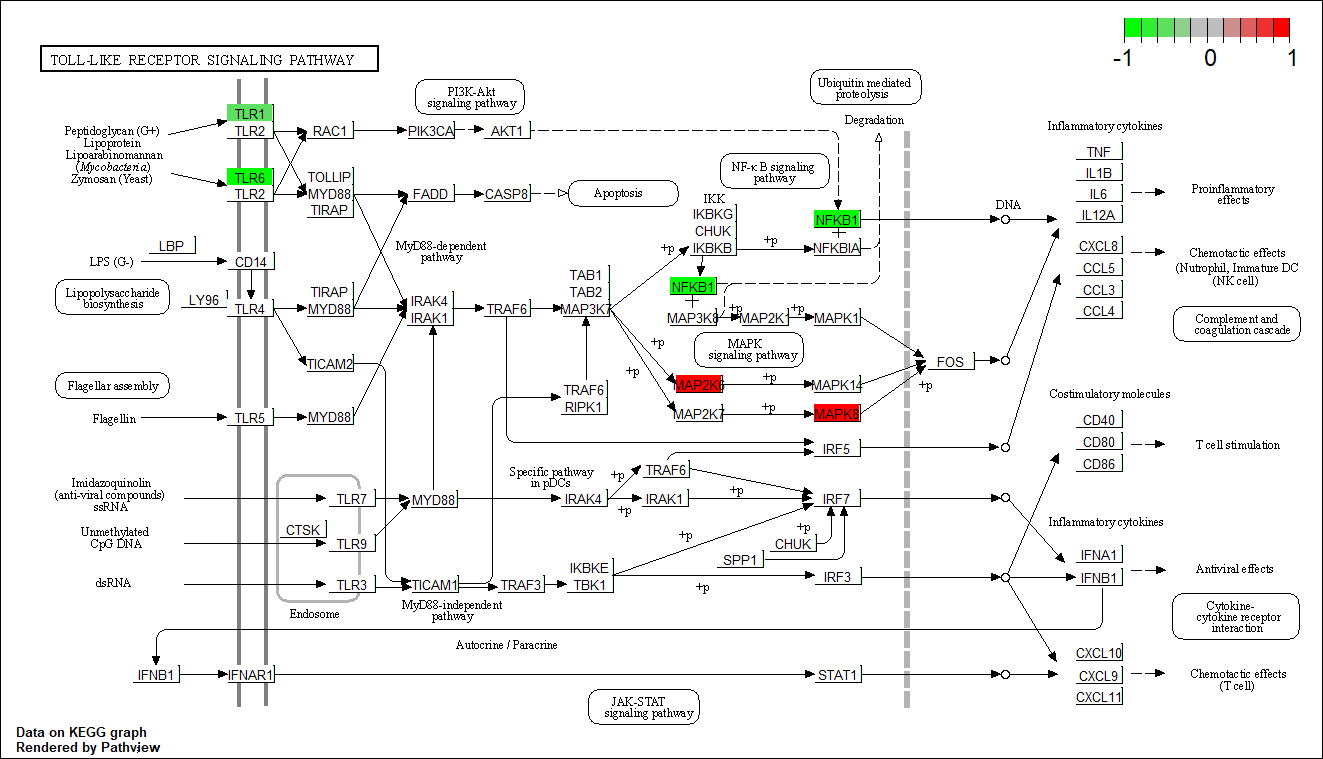 -1 0 1
TOLL-LIKE RECEPTOR SIGNALING PATHWAY
PI3K-Akt
signaling pathway
Ubiquitin mediated
proteolysis
Degradation
TLR1
TLR2
RAC1
PIK3CA
AKT1
Peptidoglycan (G+)
Lipoprotein
Lipoarabinomannan
(Mycobacteria)
Zymosan (Yeast)
TLR6
TLR2
TOLLIP
MYD88
TIRAP
FADD
CASP8
Apoptosis
NF-κ B signaling
pathway
IKK
IKBKG
CHUK
IKBKB
+p
NFKB1
+
NFKBIA
DNA
Inflammatory cytokines
TNF
IL1B
IL6
IL12A
Proinflammatory
effects
CXCL8
CCL5
CCL3
CCL4
Chemotactic effects
(Nutrophil, Immature DC
(NK cell)
Complement and
coagulation cascade
LBP
LPS (G-)
CD14
MyD88-dependent
pathway
+p
Lipopolysaccharide
biosynthesis
LY96
TLR4
TIRAP
MYD88
IRAK4
IRAK1
TRAF6
TAB1
TAB2
MAP3K7
NFKB1
+
MAP3K8
+p
MAP2K1
+p
MAPK1
MAPK
signaling pathway
+p
TICAM2
FOS
+p
+p
MAP2K6
+p
MAPK14
Flagellar assembly
TRAF6
RIPK1
MAP2K7
+p
MAPK8
Flagellin
TLR5
MYD88
Costimulatory molecules
CD40
CD80
CD86
T cell stimulation
IRF5
Specific pathway
in pDCs
+p
TRAF6
Imidazoquinolin
(anti-viral compounds)
ssRNA
TLR7
MYD88
IRAK4
+p
IRAK1
+p
IRF7
Unmethylated
CpG DNA
CTSK
TLR9
+p
+p
CHUK
SPP1
Inflammatory cytokines
IFNA1
IFNB1
Antiviral effects
dsRNA
TLR3
TICAM1
TRAF3
IKBKE
TBK1
+p
IRF3
Endosome
MyD88-independent
pathway
Cytokine-
cytokine receptor
interaction
Autocrine / Paracrine
IFNB1
IFNAR1
STAT1
CXCL10
CXCL9
CXCL11
Chemotactic effects
(T cell)
JAK-STAT
signaling pathway
Data on KEGG graph
Rendered by Pathview